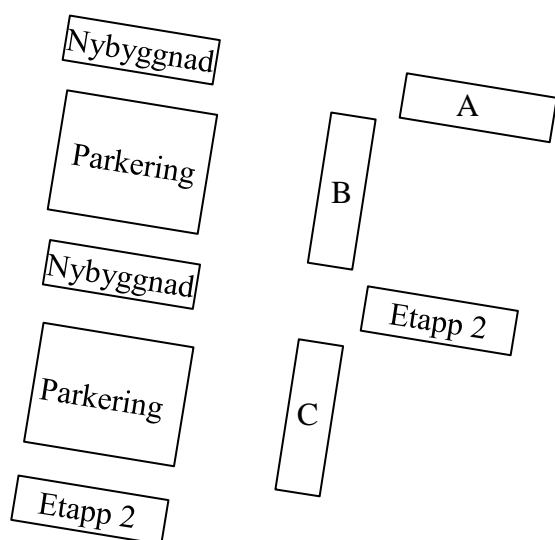 Nybyggnad
Parkering
Nybyggnad
Parkering
Etapp 2
A
B
Etapp 2
C